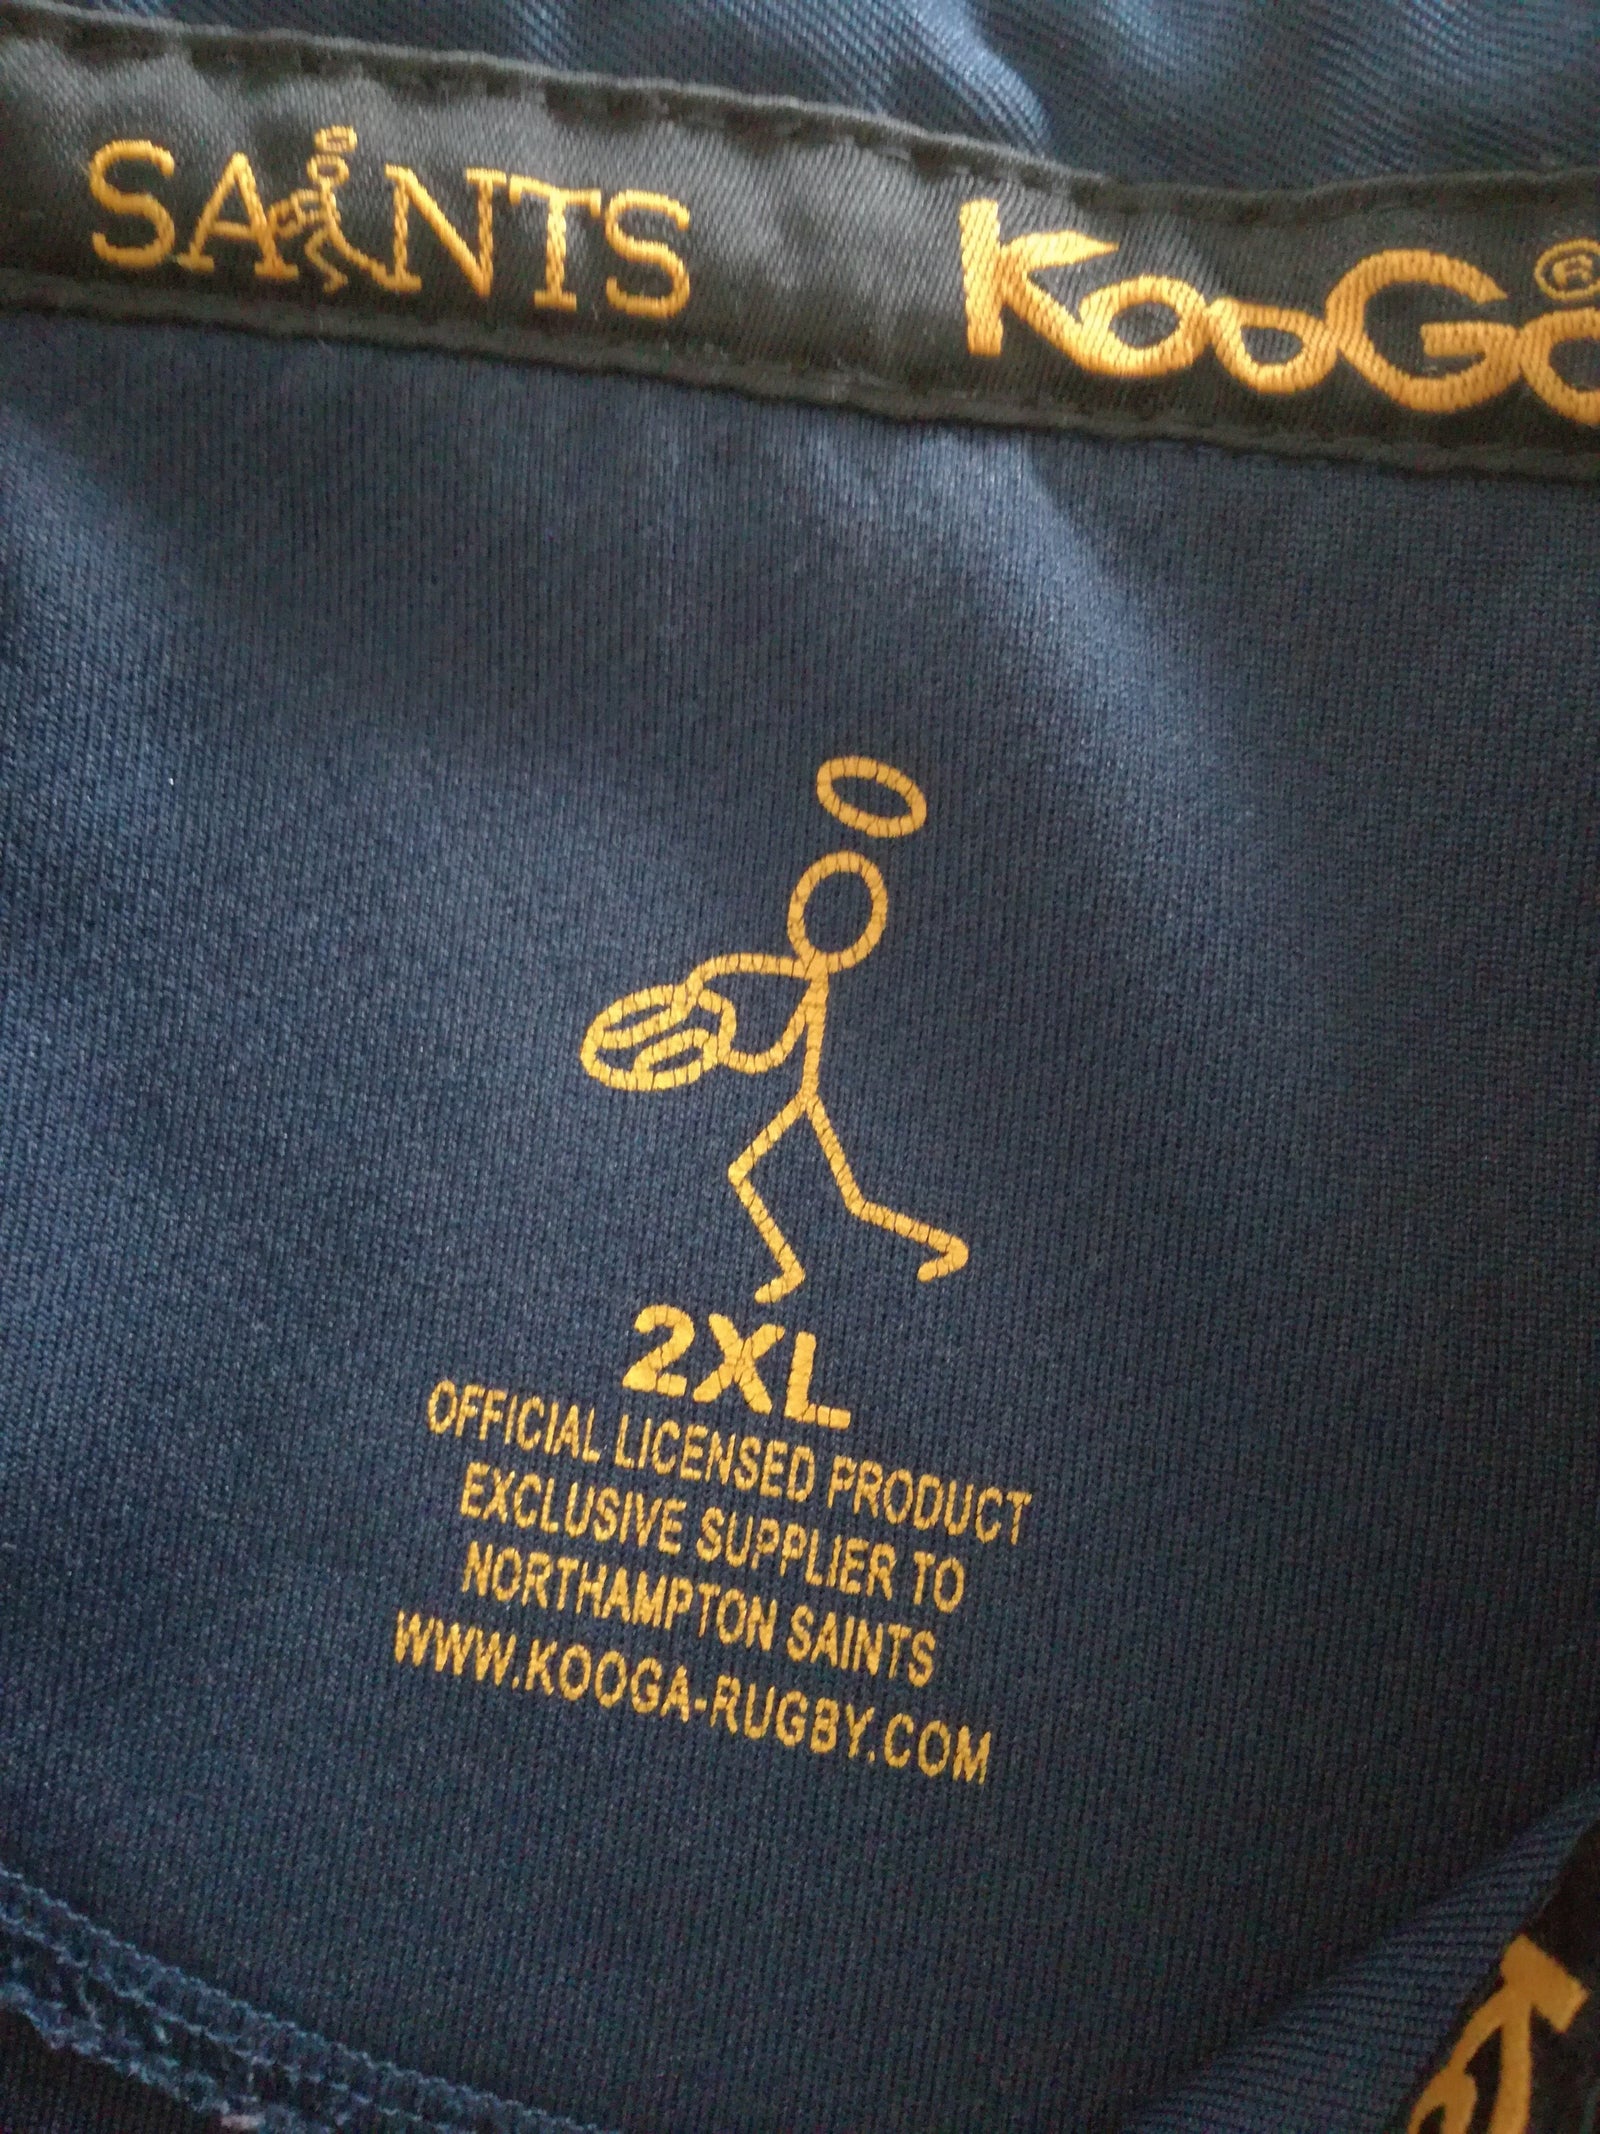 SAiNTS KooGa®
2XL
OFFICIAL LICENSED PRODUCT
EXCLUSIVE SUPPLIER TO
NORTHAMPTON SAINTS
WWW.KOOGA-RUGBY.COM